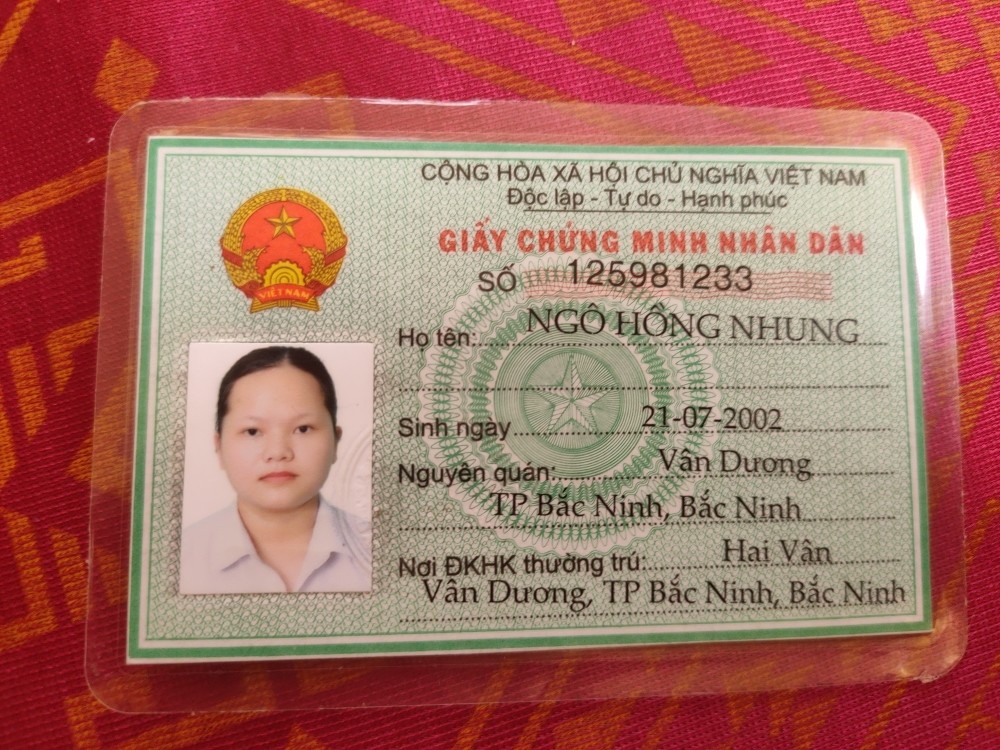 CỘNG HÒA XÃ HỘI CHỦ NGHĨA VIỆT NAM
Độc lập - Tự do - Hạnh phúc
GIẤY CHỨNG MINH NHÂN DÂN
SỐ 125981233
VIỆT NAM
Họ tên: NGÔ HỒNG NHUNG
Sinh ngày 21-07-2002
Nguyên quán: Vân Dương
TP Bắc Ninh, Bắc Ninh
Nơi ĐKHK thường trú: Hai Vân
Vân Dương, TP Bắc Ninh, Bắc Ninh